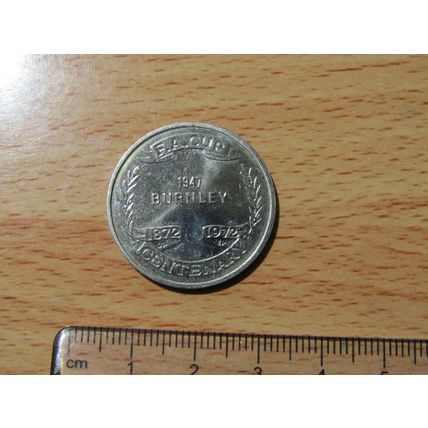 F.A. CUP
1947
BURNLEY
1872 1972
CENTENARY
cm 1 2 3 4 5